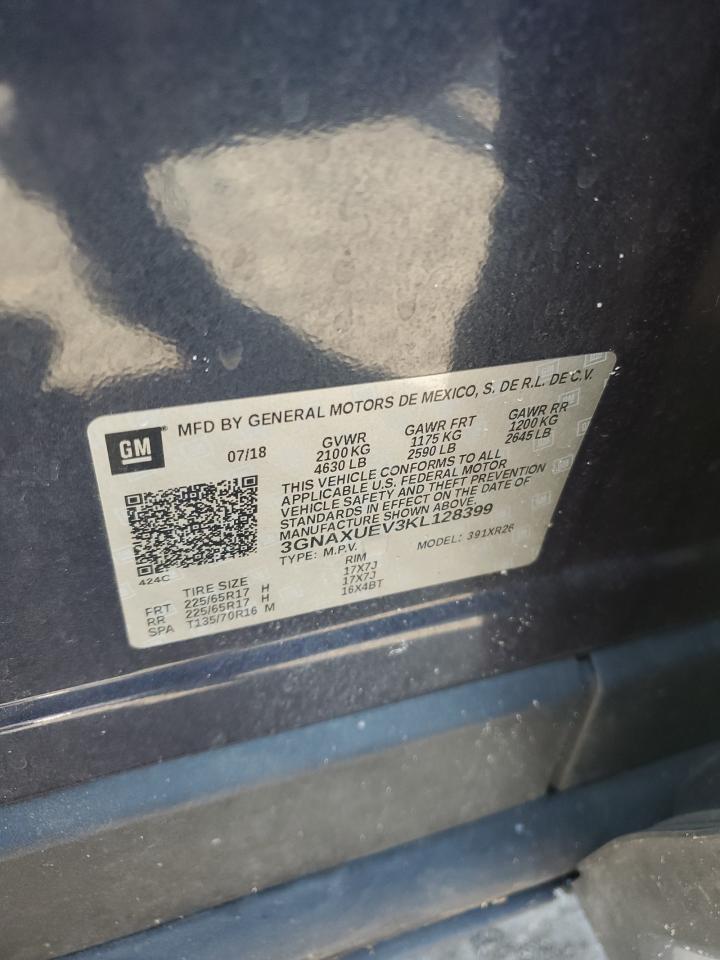 GM
MFD BY GENERAL MOTORS DE MEXICO, S. DE R.L. DE C.V.
07/18 GVWR GAWR FRT GAWR RR
2100 KG 1175 KG 1200 KG
4630 LB 2590 LB 2645 LB
THIS VEHICLE CONFORMS TO ALL
APPLICABLE U.S. FEDERAL MOTOR
VEHICLE SAFETY AND THEFT PREVENTION
STANDARDS IN EFFECT ON THE DATE OF
MANUFACTURE SHOWN ABOVE.
3GNAXUEV3KL128399
TYPE: M.P.V. MODEL: 391XR26
424C
TIRE SIZE RIM
FRT 225/65R17 H 17X7J
RR 225/65R17 H 17X7J
SPA T135/70R16 M 16X4BT